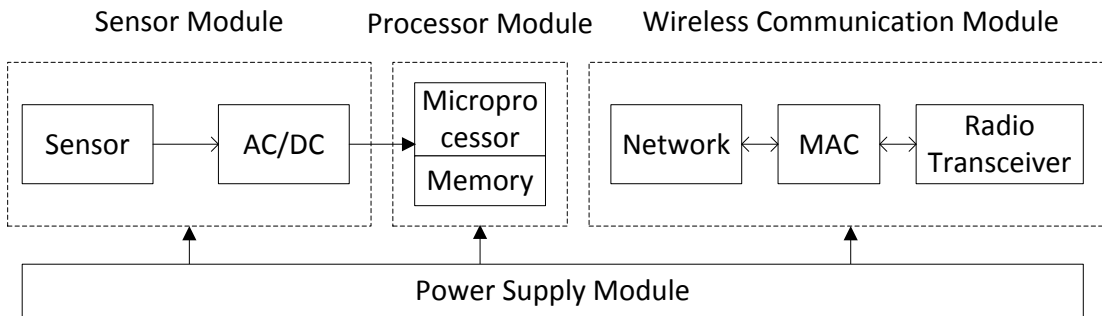 Sensor Module
Processor Module
Wireless Communication Module
Sensor
AC/DC
Micropro
cessor
Memory
Network
MAC
Radio
Transceiver
Power Supply Module